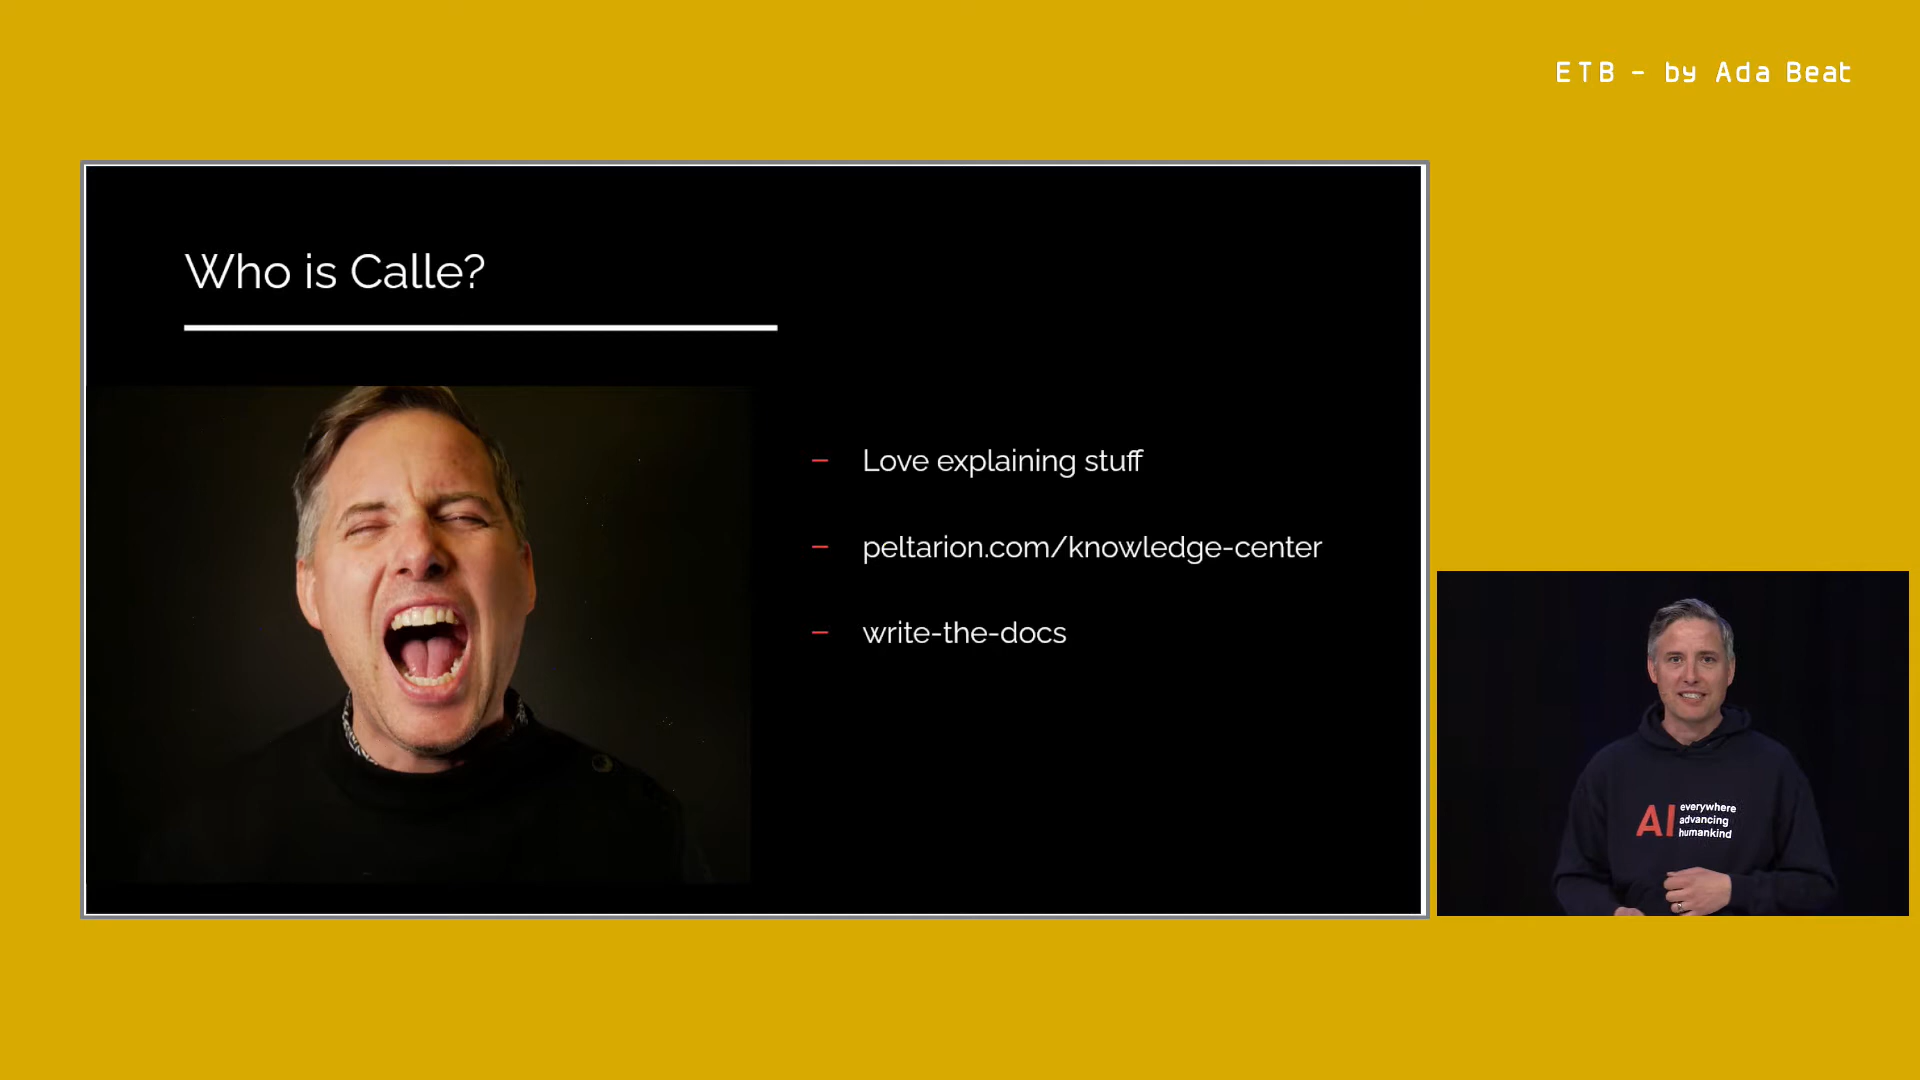 ETB - by Ada Beat
Who is Calle?
– Love explaining stuff
– peltarion.com/knowledge-center
– write-the-docs
AI everywhere
advancing
humankind